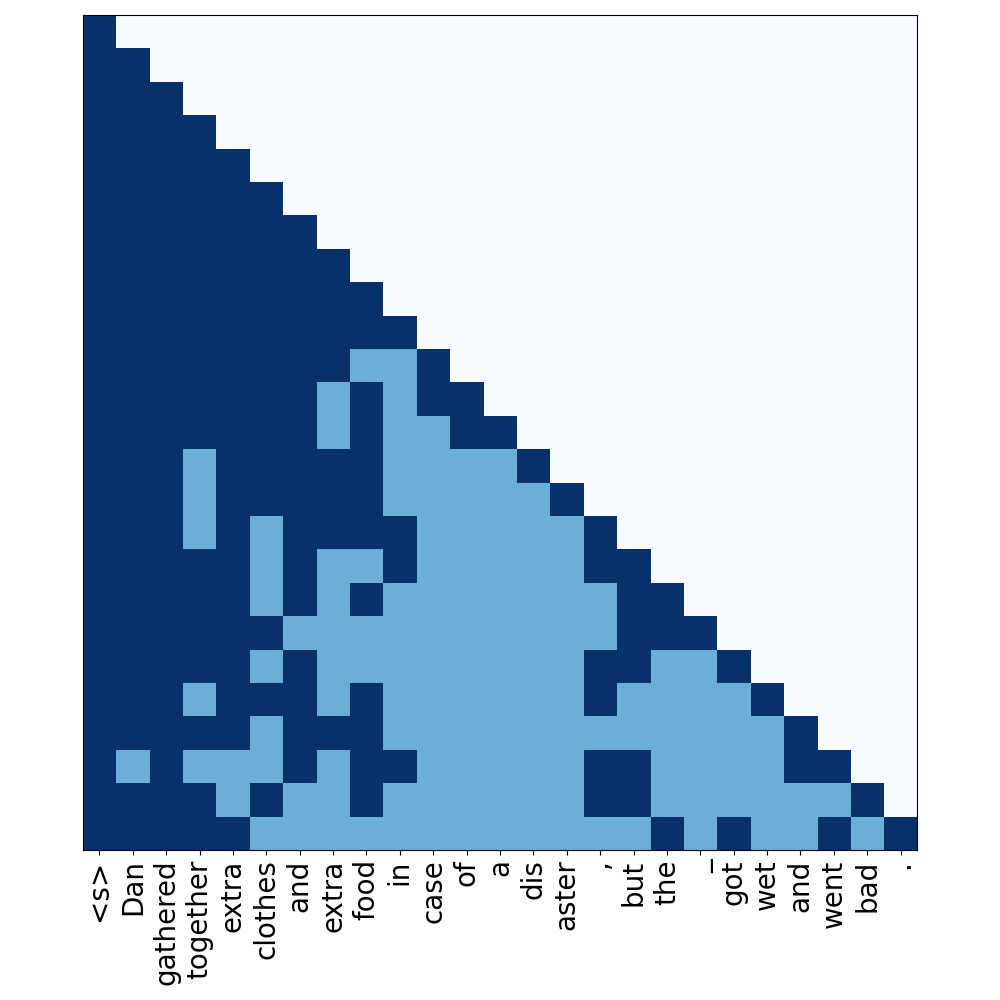 <s>
Dan
gathered
together
extra
clothes
and
extra
food
in
case
of
a
dis
aster
,
but
the
_
got
wet
and
went
bad
.